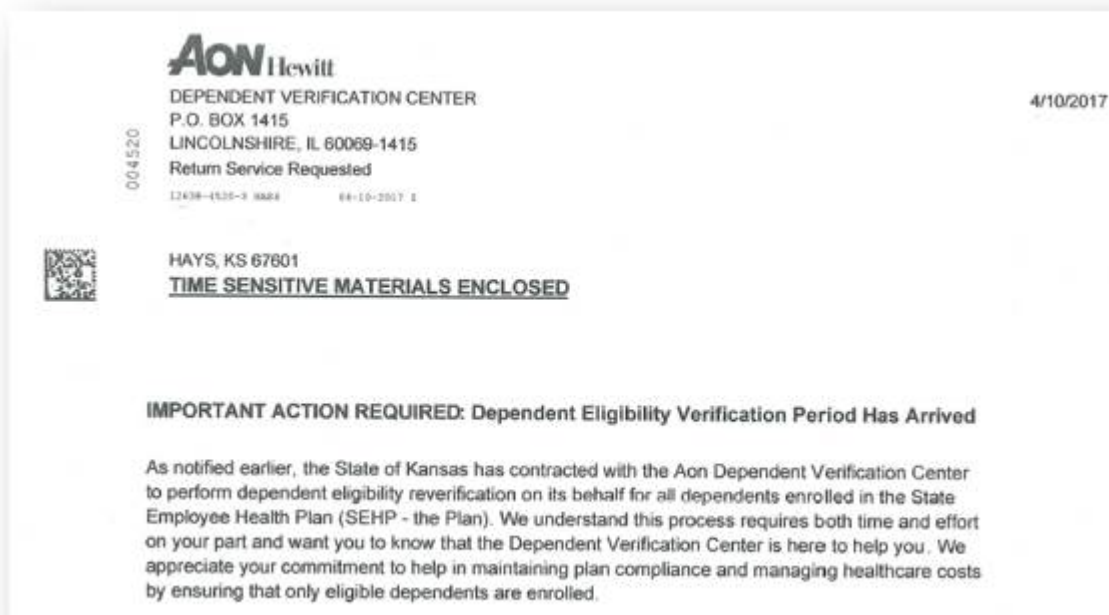 AON Hewitt
DEPENDENT VERIFICATION CENTER
P.O. BOX 1415
LINCOLNSHIRE, IL 60069-1415
Return Service Requested
004520
4/10/2017
HAYS, KS 67601
TIME SENSITIVE MATERIALS ENCLOSED
IMPORTANT ACTION REQUIRED: Dependent Eligibility Verification Period Has Arrived
As notified earlier, the State of Kansas has contracted with the Aon Dependent Verification Center
to perform dependent eligibility reverification on its behalf for all dependents enrolled in the State
Employee Health Plan (SEHP - the Plan). We understand this process requires both time and effort
on your part and want you to know that the Dependent Verification Center is here to help you. We
appreciate your commitment to help in maintaining plan compliance and managing healthcare costs
by ensuring that only eligible dependents are enrolled.